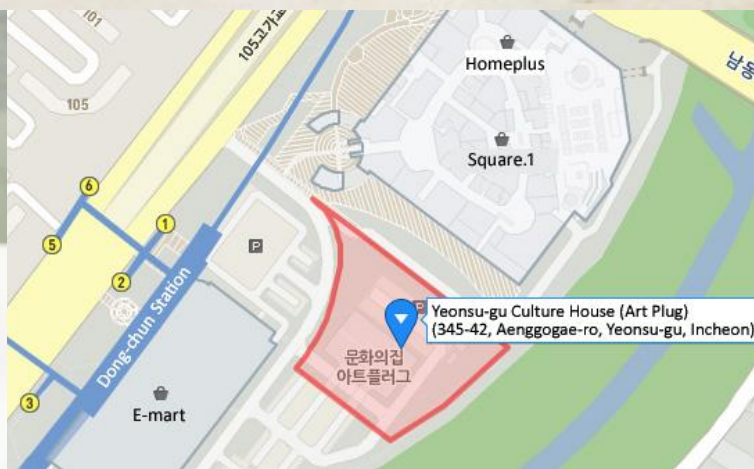 101
105
105고가교
남동
Homeplus
Square.1
6
5
1
2
3
P
Dong-chun Station
E-mart
P
Yeonsu-gu Culture House (Art Plug)
(345-42, Aenggogae-ro, Yeonsu-gu, Incheon)
문화의집
아트플러그